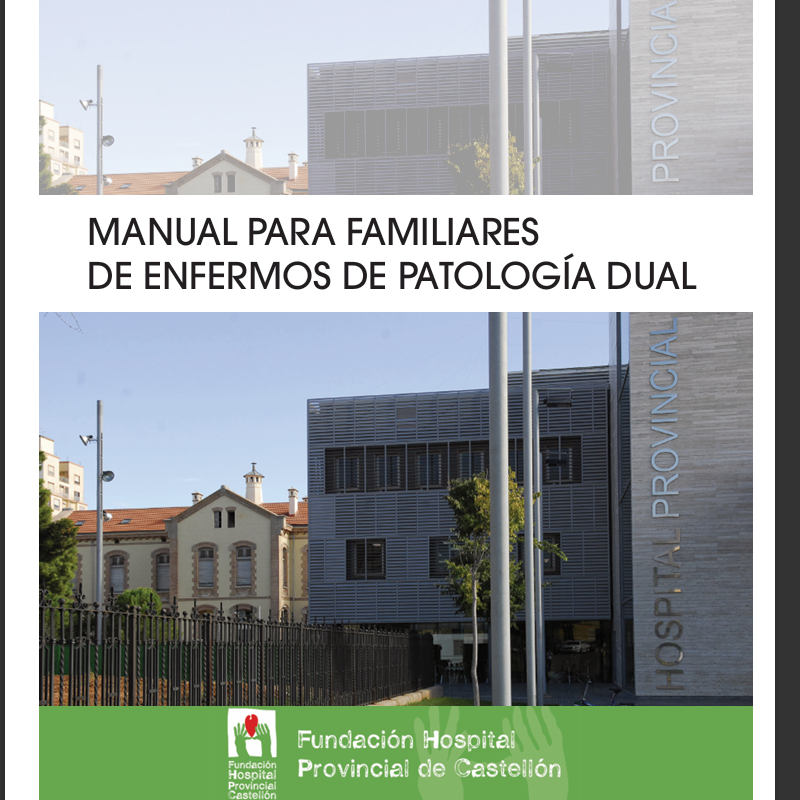 PROVINCIA
MANUAL PARA FAMILIARES
DE ENFERMOS DE PATOLOGÍA DUAL
HOSPITAL PROVINCIAL
Fundación
Hospital
Provincial
Castellón
Fundación Hospital
Provincial de Castellón